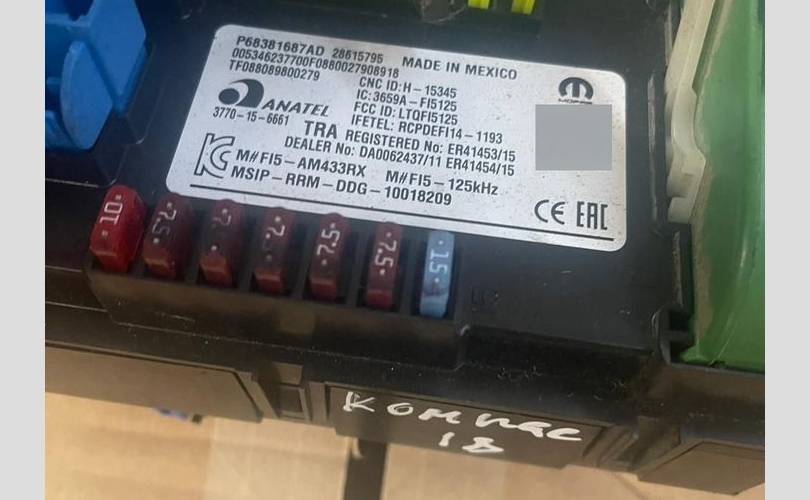 P68381687AD 28615795 MADE IN MEXICO
005346237700F0880027908918
TF088089800279
CNC ID:H-15345
IC:3659A-FI5125
FCC ID:LTQFI5125
IFETEL: RCPDEFI14-1193
ANATEL
3770-15-6661
TRA REGISTERED No: ER41453/15
DEALER No: DA0062437/11 ER41454/15
M#FI5-AM433RX M#FI5-125kHz
MSIP-RRM-DDG-10018209
MOPAR
CE EAC
10
7.5
7.5
7.5
7.5
7.5
15
Компас
18